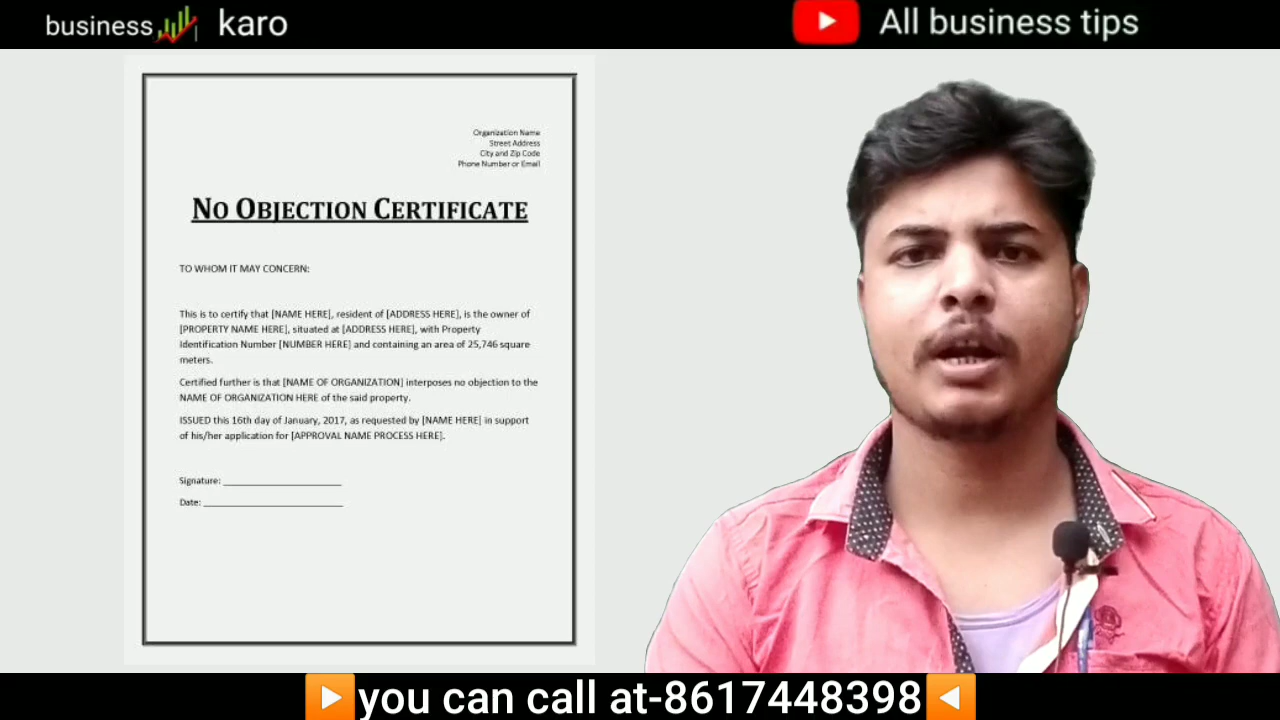 business karo
All business tips
Organization Name
Street Address
City and Zip Code
Phone Number or Email
NO OBJECTION CERTIFICATE
TO WHOM IT MAY CONCERN:
This is to certify that [NAME HERE], resident of [ADDRESS HERE], is the owner of
[PROPERTY NAME HERE], situated at [ADDRESS HERE], with Property
Identification Number [NUMBER HERE] and containing an area of 25,746 square
meters.
Certified further is that [NAME OF ORGANIZATION] interposes no objection to the
NAME OF ORGANIZATION HERE of the said property.
ISSUED this 16th day of January, 2017, as requested by [NAME HERE] in support
of his/her application for [APPROVAL NAME PROCESS HERE].
Signature: ____________________
Date: ____________________
you can call at-8617448398